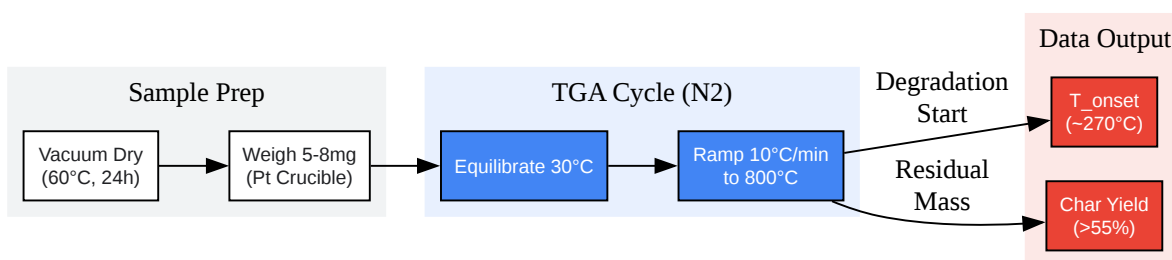 Sample Prep
Vacuum Dry
(60°C, 24h)
Weigh 5-8mg
(Pt Crucible)
TGA Cycle (N2)
Equilibrate 30°C
Ramp 10°C/min
to 800°C
Degradation
Start
Residual
Mass
Data Output
T_onset
(~270°C)
Char Yield
(>55%)